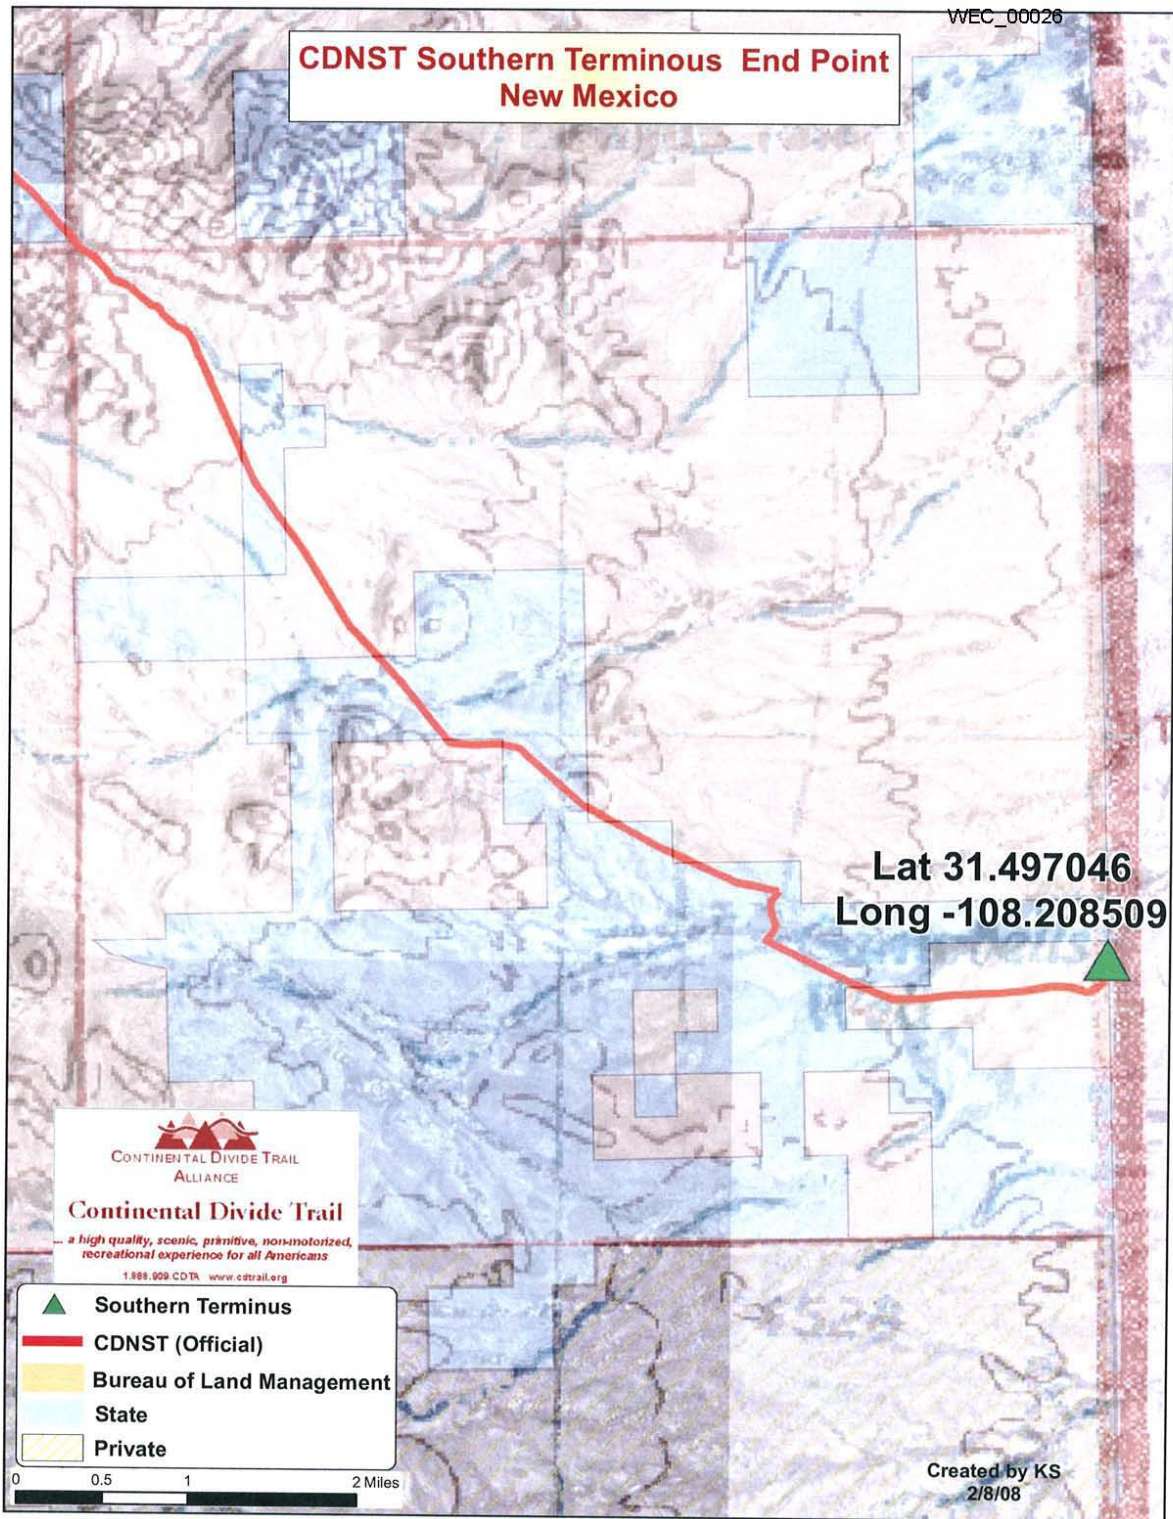 WEC_00026
CDNST Southern Terminous End Point
New Mexico
4300
Lat 31.497046
Long -108.208509
CONTINENTAL DIVIDE TRAIL
ALLIANCE
Continental Divide Trail
... a high quality, scenic, primitive, non-motorized,
recreational experience for all Americans
1.888.909.CDTA www.cdtrail.org
Southern Terminus
CDNST (Official)
Bureau of Land Management
State
Private
0 0.5 1 2 Miles
Created by KS
2/8/08